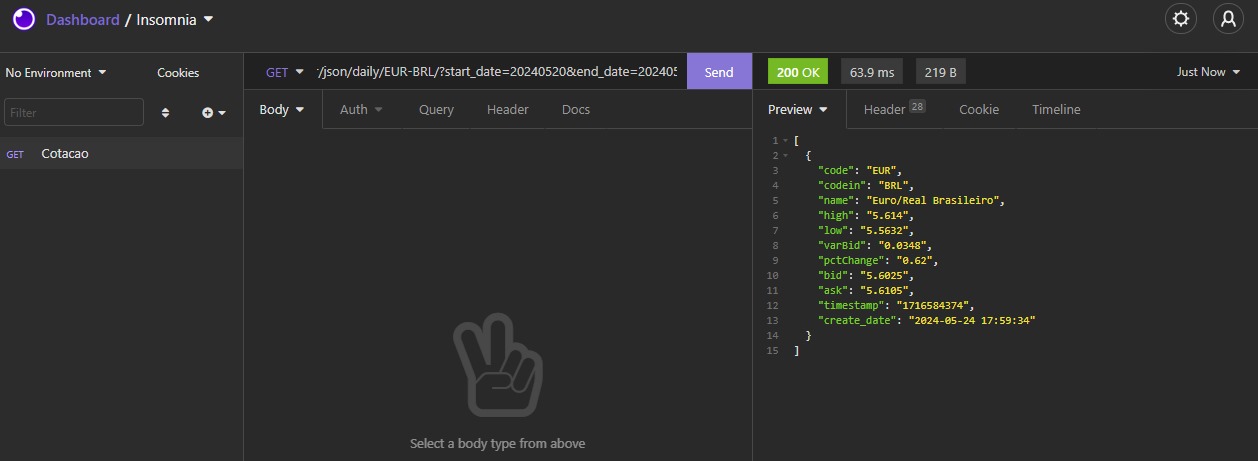 Dashboard / Insomnia
No Environment
Cookies
GET
:/json/daily/EUR-BRL/?start_date=20240520&end_date=202405
Send
200 OK
63.9 ms
219 B
Just Now
Filter
Body
Auth
Query
Header
Docs
Preview
Header 28
Cookie
Timeline
GET Cotacao
1 [
2 {
3 "code": "EUR",
4 "codein": "BRL",
5 "name": "Euro/Real Brasileiro",
6 "high": "5.614",
7 "low": "5.5632",
8 "varBid": "0.0348",
9 "pctChange": "0.62",
10 "bid": "5.6025",
11 "ask": "5.6105",
12 "timestamp": "1716584374",
13 "create_date": "2024-05-24 17:59:34"
14 }
15 ]
Select a body type from above